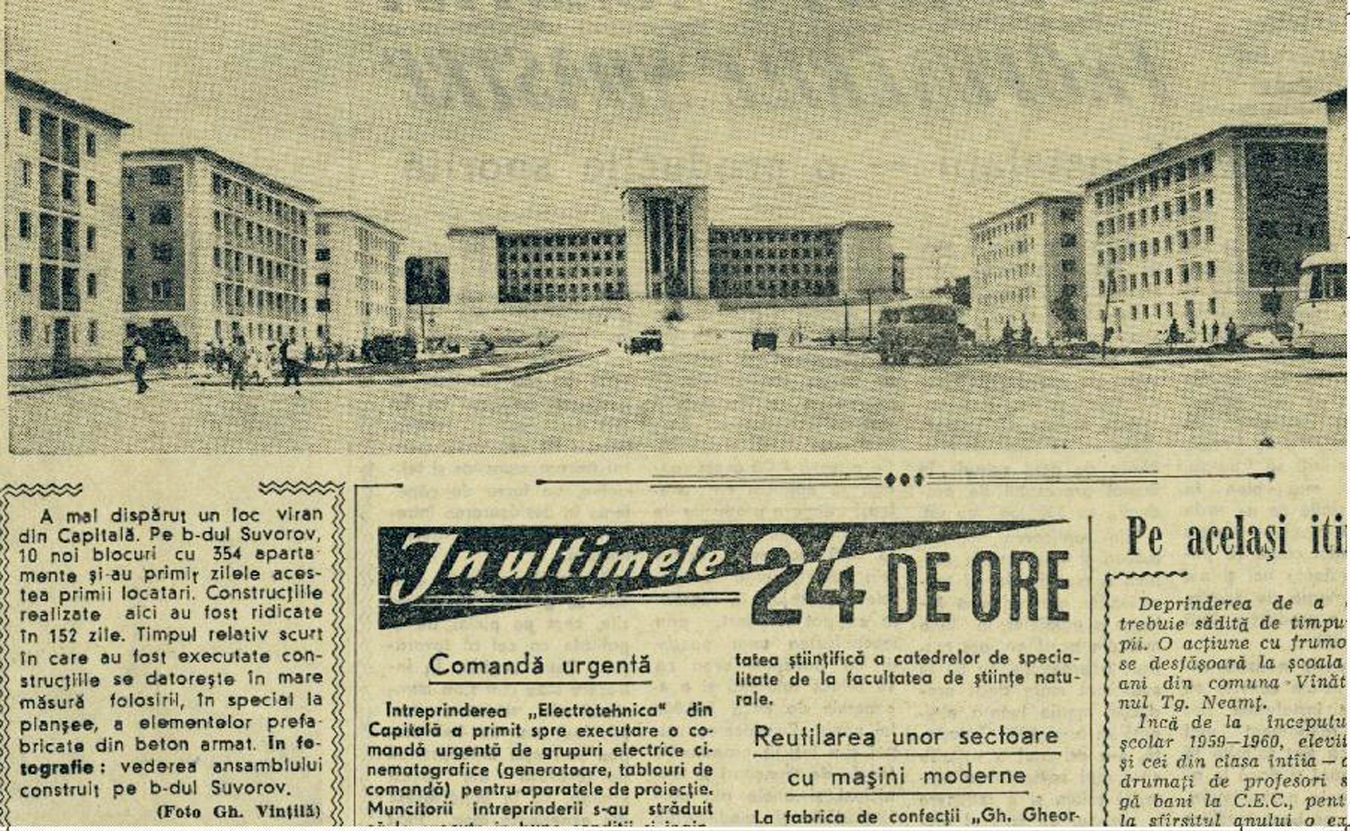 A mai dispărut un loc viran
din Capitală. Pe b-dul Suvorov,
10 noi blocuri cu 354 aparta-
mente și-au primit zilele aces-
tea primii locatari. Construcțiile
realizate aici au fost ridicate
în 152 zile. Timpul relativ scurt
în care au fost executate con-
strucțiile se datorește în mare
măsură folosirii, în special la
planșee, a elementelor prefa-
bricate din beton armat. In fo-
tografie: vederea ansamblului
construit pe b-dul Suvorov.
(Foto Gh. Vințilă)
In ultimele 24 DE ORE
Comandă urgentă
Intreprinderea „Electrotehnica" din
Capitală a primit spre executare o co-
mandă urgentă de grupuri electrice ci-
nematografice (generatoare, tablouri de
comandă) pentru aparatele de proiecție.
Muncitorii întreprinderii s-au străduit
tatea științifică a catedrelor de specia-
litate de la facultatea de științe natu-
rale.
Reutilarea unor sectoare
cu mașini moderne
La fabrica de confecții „Gh. Gheor-
Pe același iti
Deprinderea de a
trebuie sădită de timpu
pii. O acțiune cu frumo
se desfășoară la școala
ani din comuna Vînăt
nul Tg. Neamț.
Incă de la începutu
școlar 1959—1960, elevii
și cei din clasa întîia —
drumați de profesori s
gă bani la C.E.C., pent
la sfîrșitul anului o ex